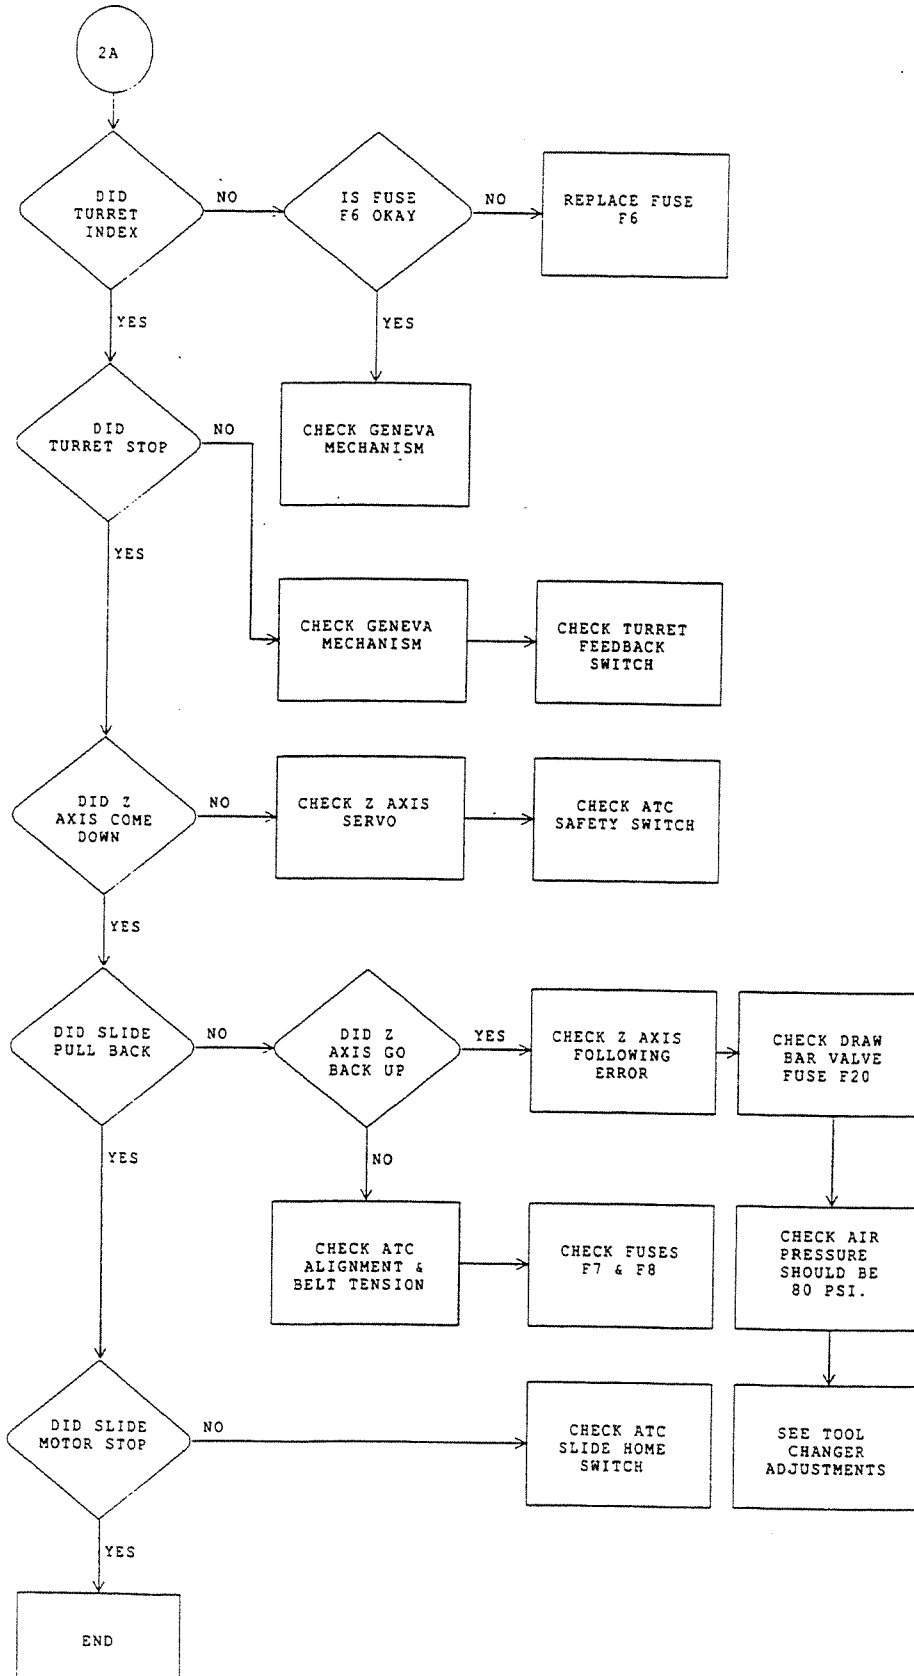 2A
DID
TURRET
INDEX
NO
IS FUSE
F6 OKAY
NO
REPLACE FUSE
F6
YES
YES
DID
TURRET STOP
NO
CHECK GENEVA
MECHANISM
YES
CHECK GENEVA
MECHANISM
CHECK TURRET
FEEDBACK
SWITCH
DID Z
AXIS COME
DOWN
NO
CHECK Z AXIS
SERVO
CHECK ATC
SAFETY SWITCH
YES
DID SLIDE
PULL BACK
NO
DID Z
AXIS GO
BACK UP
YES
CHECK Z AXIS
FOLLOWING
ERROR
CHECK DRAW
BAR VALVE
FUSE F20
YES
NO
CHECK ATC
ALIGNMENT &
BELT TENSION
CHECK FUSES
F7 & F8
CHECK AIR
PRESSURE
SHOULD BE
80 PSI.
DID SLIDE
MOTOR STOP
NO
CHECK ATC
SLIDE HOME
SWITCH
SEE TOOL
CHANGER
ADJUSTMENTS
YES
END